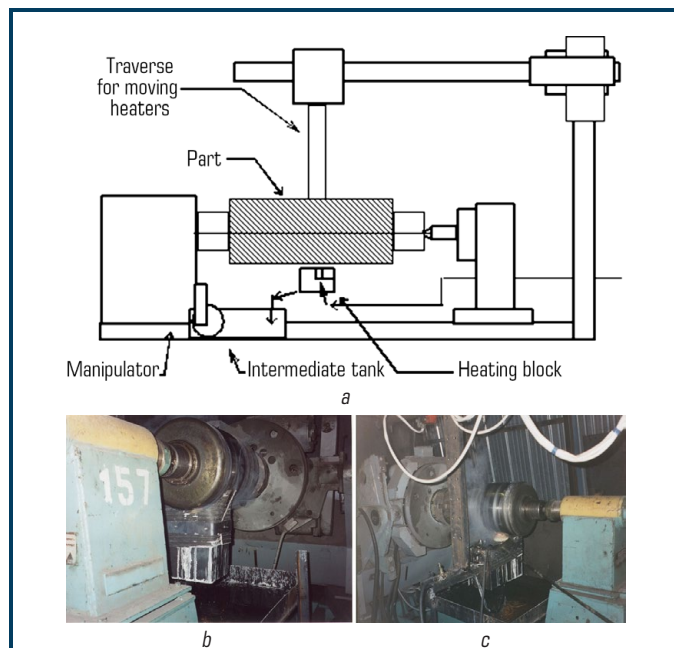 Traverse
for moving
heaters
Part
Manipulator
Intermediate tank
Heating block
a
157
b
c